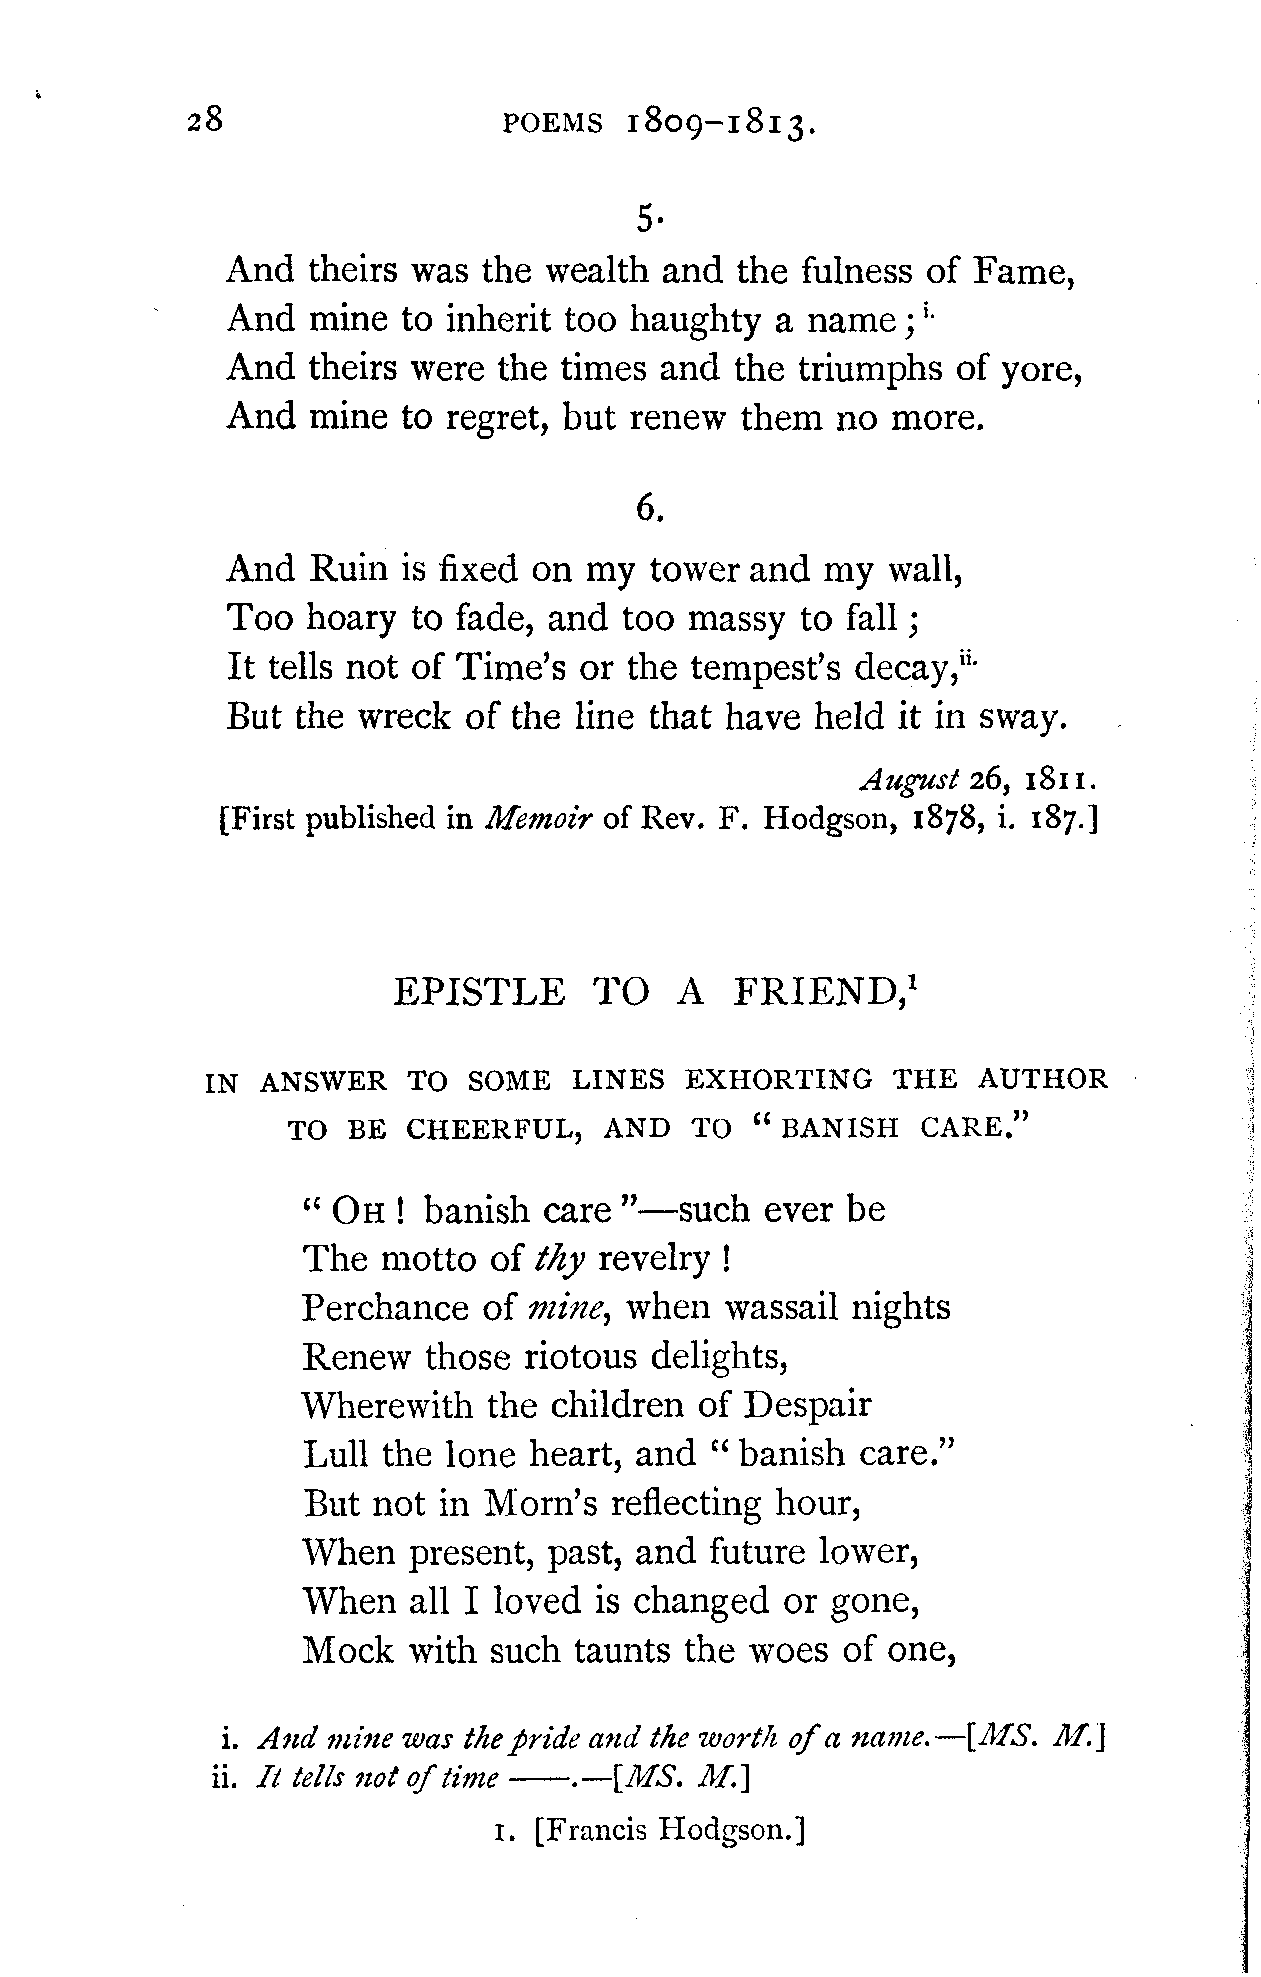 28 POEMS 1809–1813.
5.
And theirs was the wealth and the fulness of Fame,
And mine to inherit too haughty a name; i.
And theirs were the times and the triumphs of yore,
And mine to regret, but renew them no more.
6.
And Ruin is fixed on my tower and my wall,
Too hoary to fade, and too massy to fall;
It tells not of Time's or the tempest's decay, ii.
But the wreck of the line that have held it in sway.
August 26, 1811.
[First published in Memoir of Rev. F. Hodgson, 1878, i. 187.]
EPISTLE TO A FRIEND,¹
IN ANSWER TO SOME LINES EXHORTING THE AUTHOR
TO BE CHEERFUL, AND TO "BANISH CARE."
"OH! banish care"—such ever be
The motto of thy revelry!
Perchance of mine, when wassail nights
Renew those riotous delights,
Wherewith the children of Despair
Lull the lone heart, and "banish care."
But not in Morn's reflecting hour,
When present, past, and future lower,
When all I loved is changed or gone,
Mock with such taunts the woes of one,
i. And mine was the pride and the worth of a name.—[MS. M.]
ii. It tells not of time ——.—[MS. M.]
1. [Francis Hodgson.]